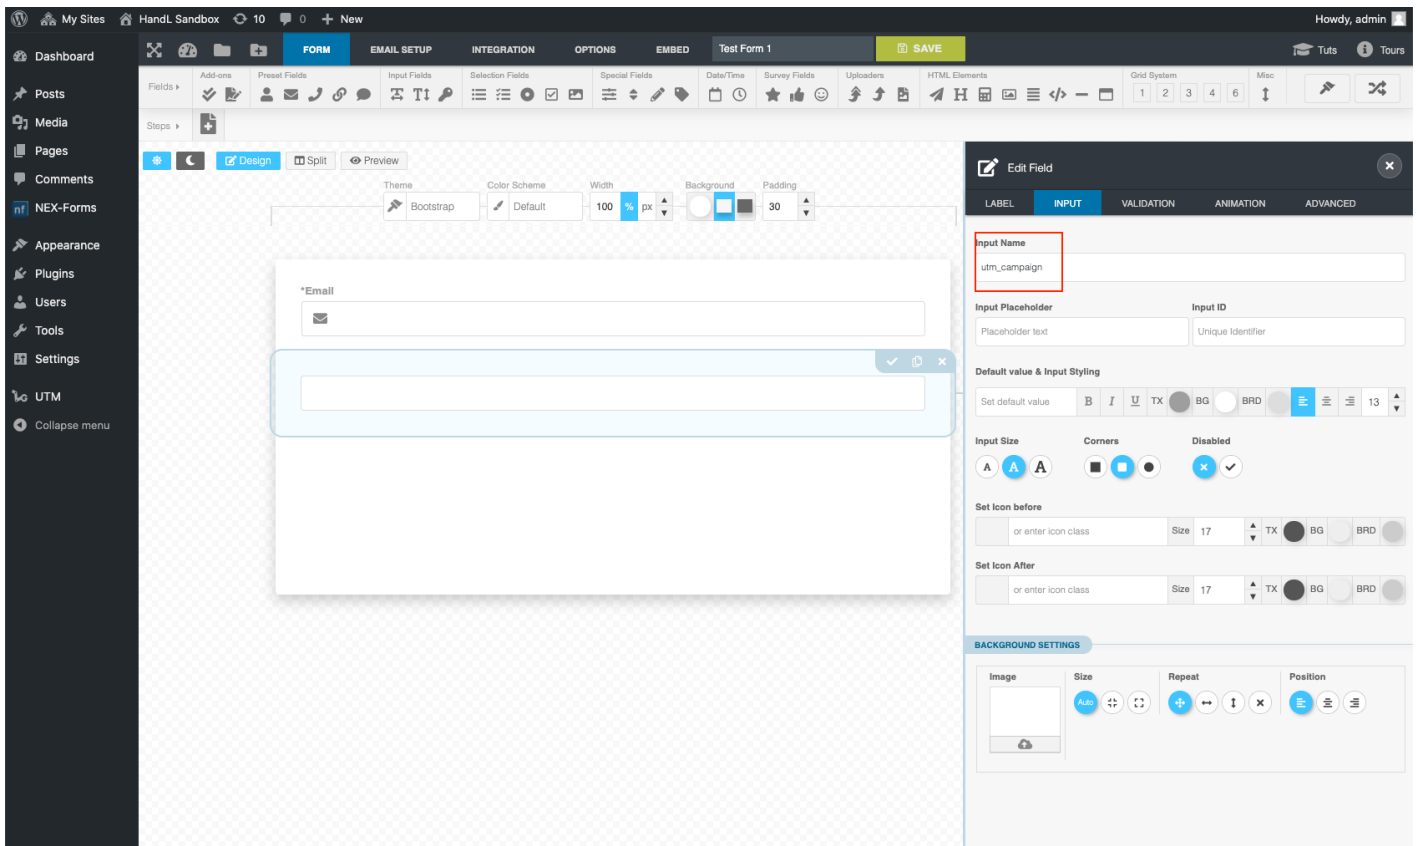 My Sites HandL Sandbox 10 0 + New Howdy, admin
Dashboard
Posts
Media
Pages
Comments
nf NEX-Forms
Appearance
Plugins
Users
Tools
Settings
UTM
Collapse menu
FORM EMAIL SETUP INTEGRATION OPTIONS EMBED Test Form 1 SAVE Tuts Tours
Fields Add-ons Preset Fields Input Fields Selection Fields Special Fields Date/Time Survey Fields Uploaders HTML Elements Grid System Misc
1 2 3 4 6
Steps
Design Split Preview
Theme Color Scheme Width Background Padding
Bootstrap Default 100 % px 30
*Email
Edit Field
LABEL INPUT VALIDATION ANIMATION ADVANCED
Input Name
utm_campaign
Input Placeholder Input ID
Placeholder text Unique Identifier
Default value & Input Styling
Set default value B I U TX BG BRD 13
Input Size Corners Disabled
A A A
Set Icon before
or enter icon class Size 17 TX BG BRD
Set Icon After
or enter icon class Size 17 TX BG BRD
BACKGROUND SETTINGS
Image Size Repeat Position
Auto